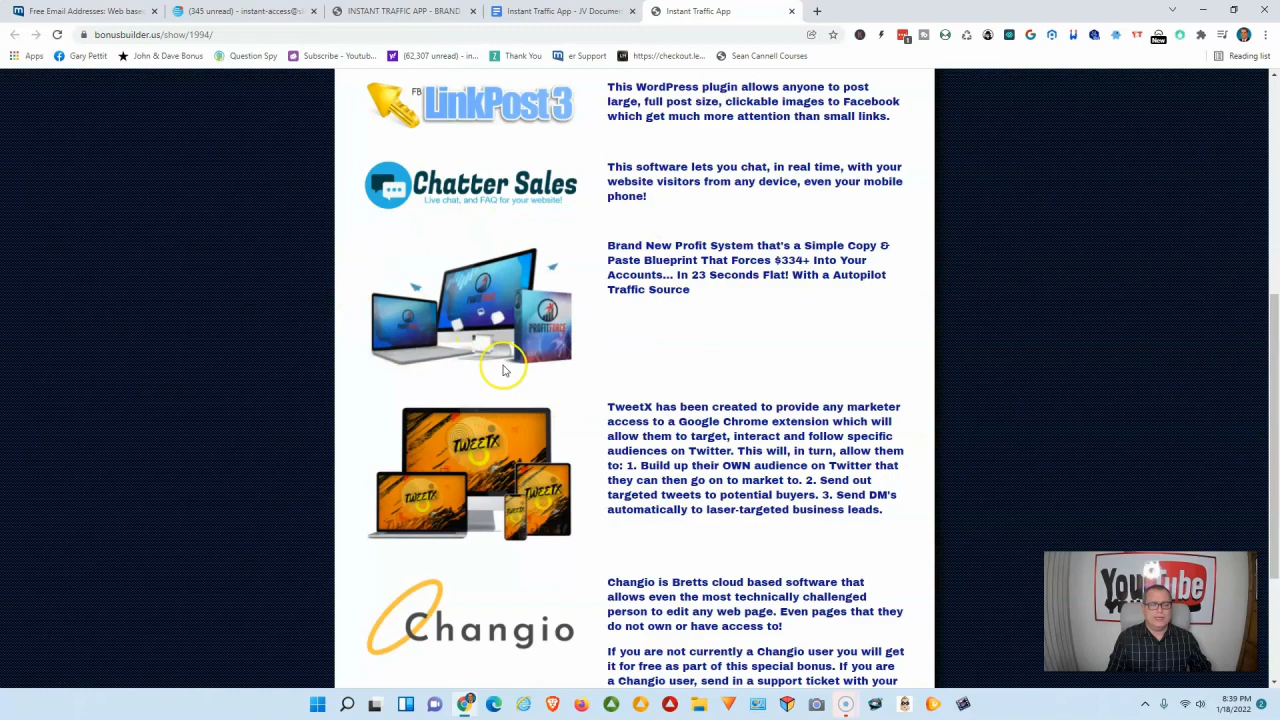 Free Email Addresses: Web based
(345 unread) - instant-access@si
INSTANT TRAFFIC APP - BRAND
INSTANT TRAFFIC APP - JV Docum
Instant Traffic App
bonusbuilder.us/show/1994/
Apps
Gary Pettit
John & Dave Bonus
Question Spy
Subscribe - Youtub...
(62,307 unread) - in...
Thank You
er Support
https://checkout.le...
Sean Cannell Courses
Reading list
FB LinkPost 3
This WordPress plugin allows anyone to post
large, full post size, clickable images to Facebook
which get much more attention than small links.
Chatter Sales
Live chat, and FAQ for your website!
This software lets you chat, in real time, with your
website visitors from any device, even your mobile
phone!
Brand New Profit System that's a Simple Copy &
Paste Blueprint That Forces $334+ Into Your
Accounts... In 23 Seconds Flat! With a Autopilot
Traffic Source
PROFITFORCE
TweetX has been created to provide any marketer
access to a Google Chrome extension which will
allow them to target, interact and follow specific
audiences on Twitter. This will, in turn, allow them
to: 1. Build up their OWN audience on Twitter that
they can then go on to market to. 2. Send out
targeted tweets to potential buyers. 3. Send DM's
automatically to laser-targeted business leads.
TWEETX
TWEETX
TWEETX
TWEETX
Changio
Changio is Bretts cloud based software that
allows even the most technically challenged
person to edit any web page. Even pages that they
do not own or have access to!
If you are not currently a Changio user you will get
it for free as part of this special bonus. If you are
a Changio user, send in a support ticket with your
YouTube
8:39 PM
1/8/2022